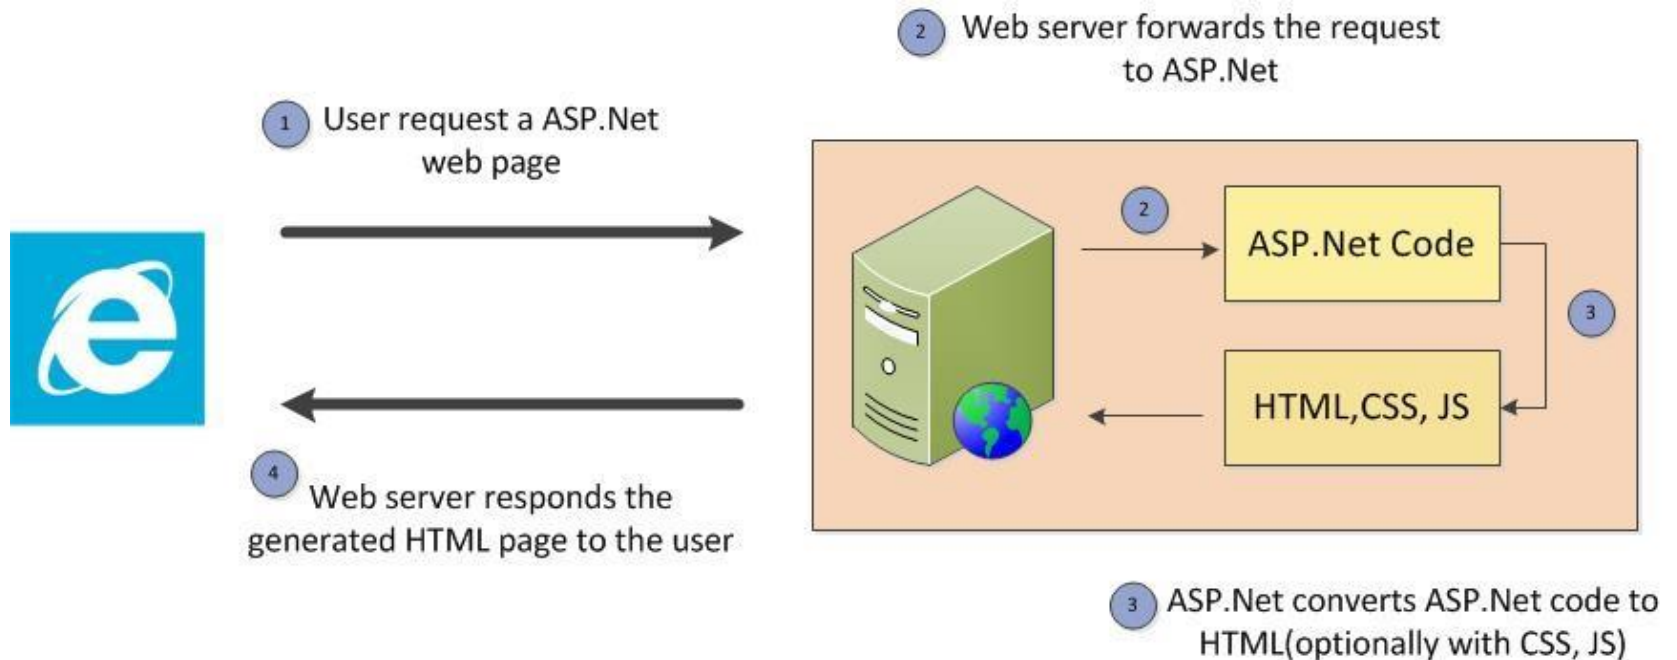 1
User request a ASP.Net
web page
2
Web server forwards the request
to ASP.Net
2
ASP.Net Code
3
HTML,CSS, JS
4
Web server responds the
generated HTML page to the user
3
ASP.Net converts ASP.Net code to
HTML(optionally with CSS, JS)